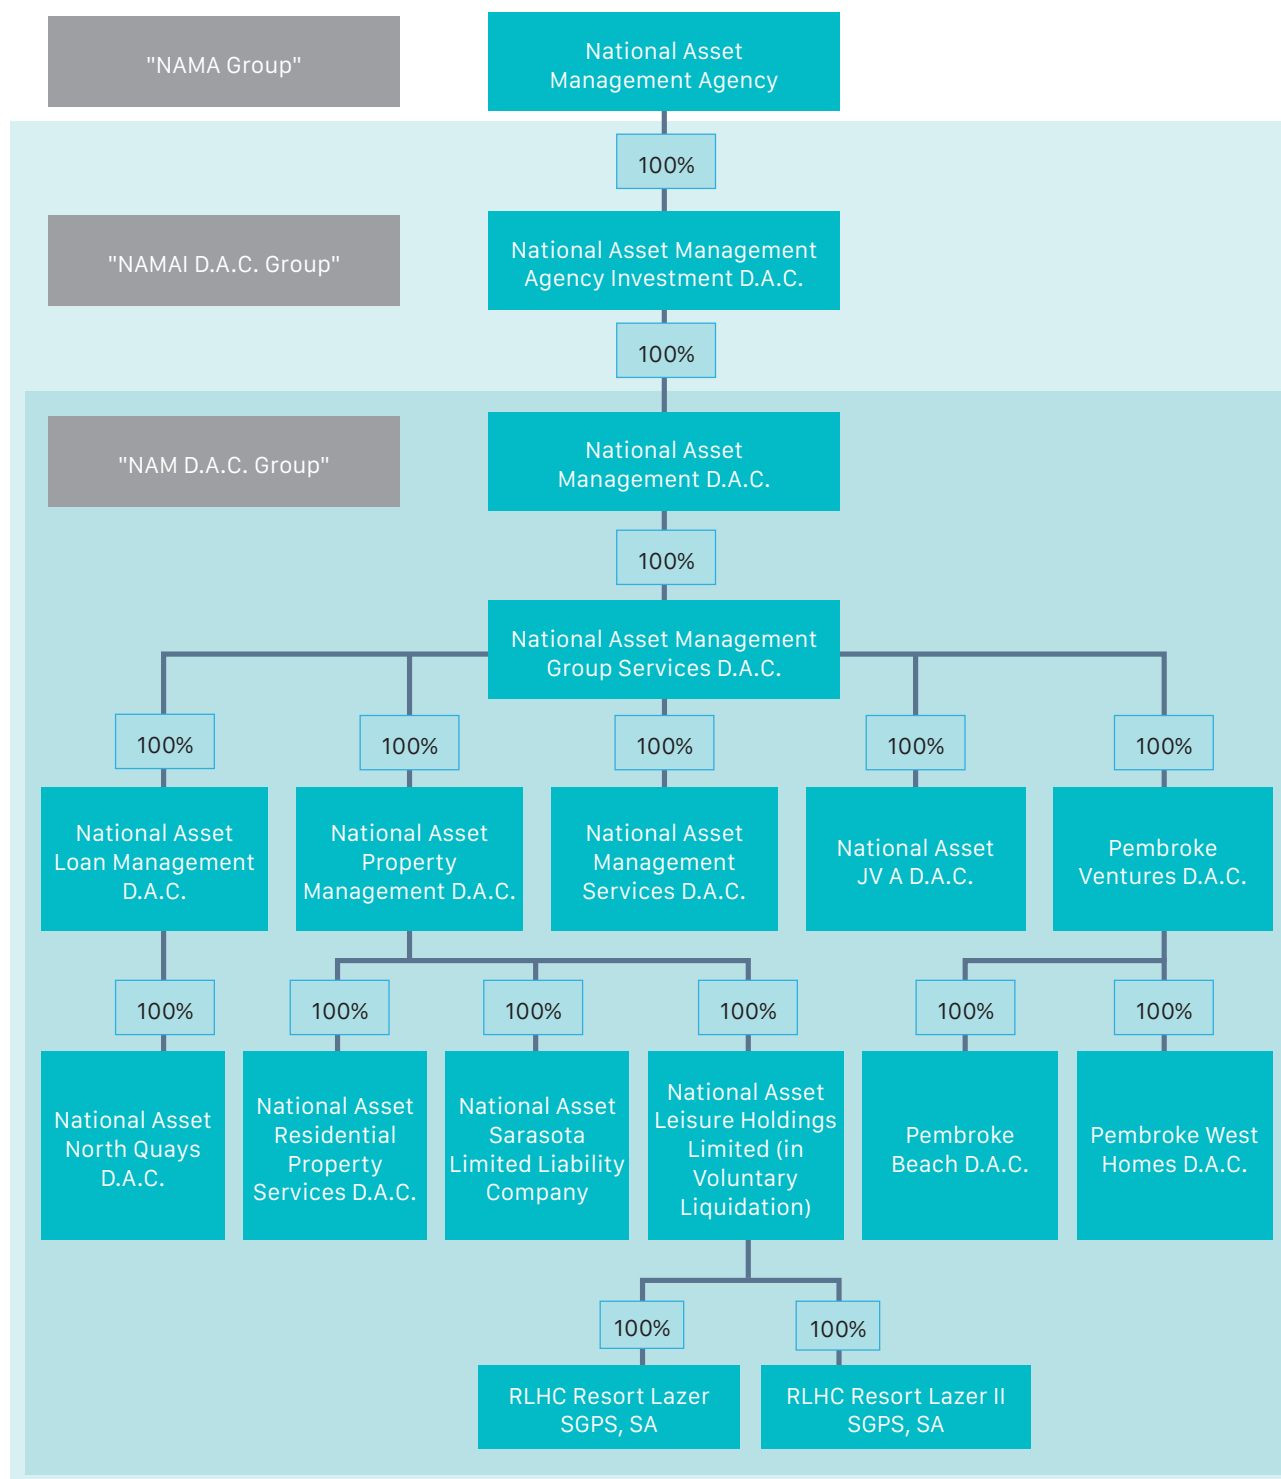 "NAMA Group"
National Asset
Management Agency
100%
"NAMAI D.A.C. Group"
National Asset Management
Agency Investment D.A.C.
100%
"NAM D.A.C. Group"
National Asset
Management D.A.C.
100%
National Asset Management
Group Services D.A.C.
100%
100%
100%
100%
100%
National Asset
Loan Management
D.A.C.
National Asset
Property
Management D.A.C.
National Asset
Management
Services D.A.C.
National Asset
JV A D.A.C.
Pembroke
Ventures D.A.C.
100%
100%
100%
100%
100%
100%
National Asset
North Quays
D.A.C.
National Asset
Residential
Property
Services D.A.C.
National Asset
Sarasota
Limited Liability
Company
National Asset
Leisure Holdings
Limited (in
Voluntary
Liquidation)
Pembroke
Beach D.A.C.
Pembroke West
Homes D.A.C.
100%
100%
RLHC Resort Lazer
SGPS, SA
RLHC Resort Lazer II
SGPS, SA